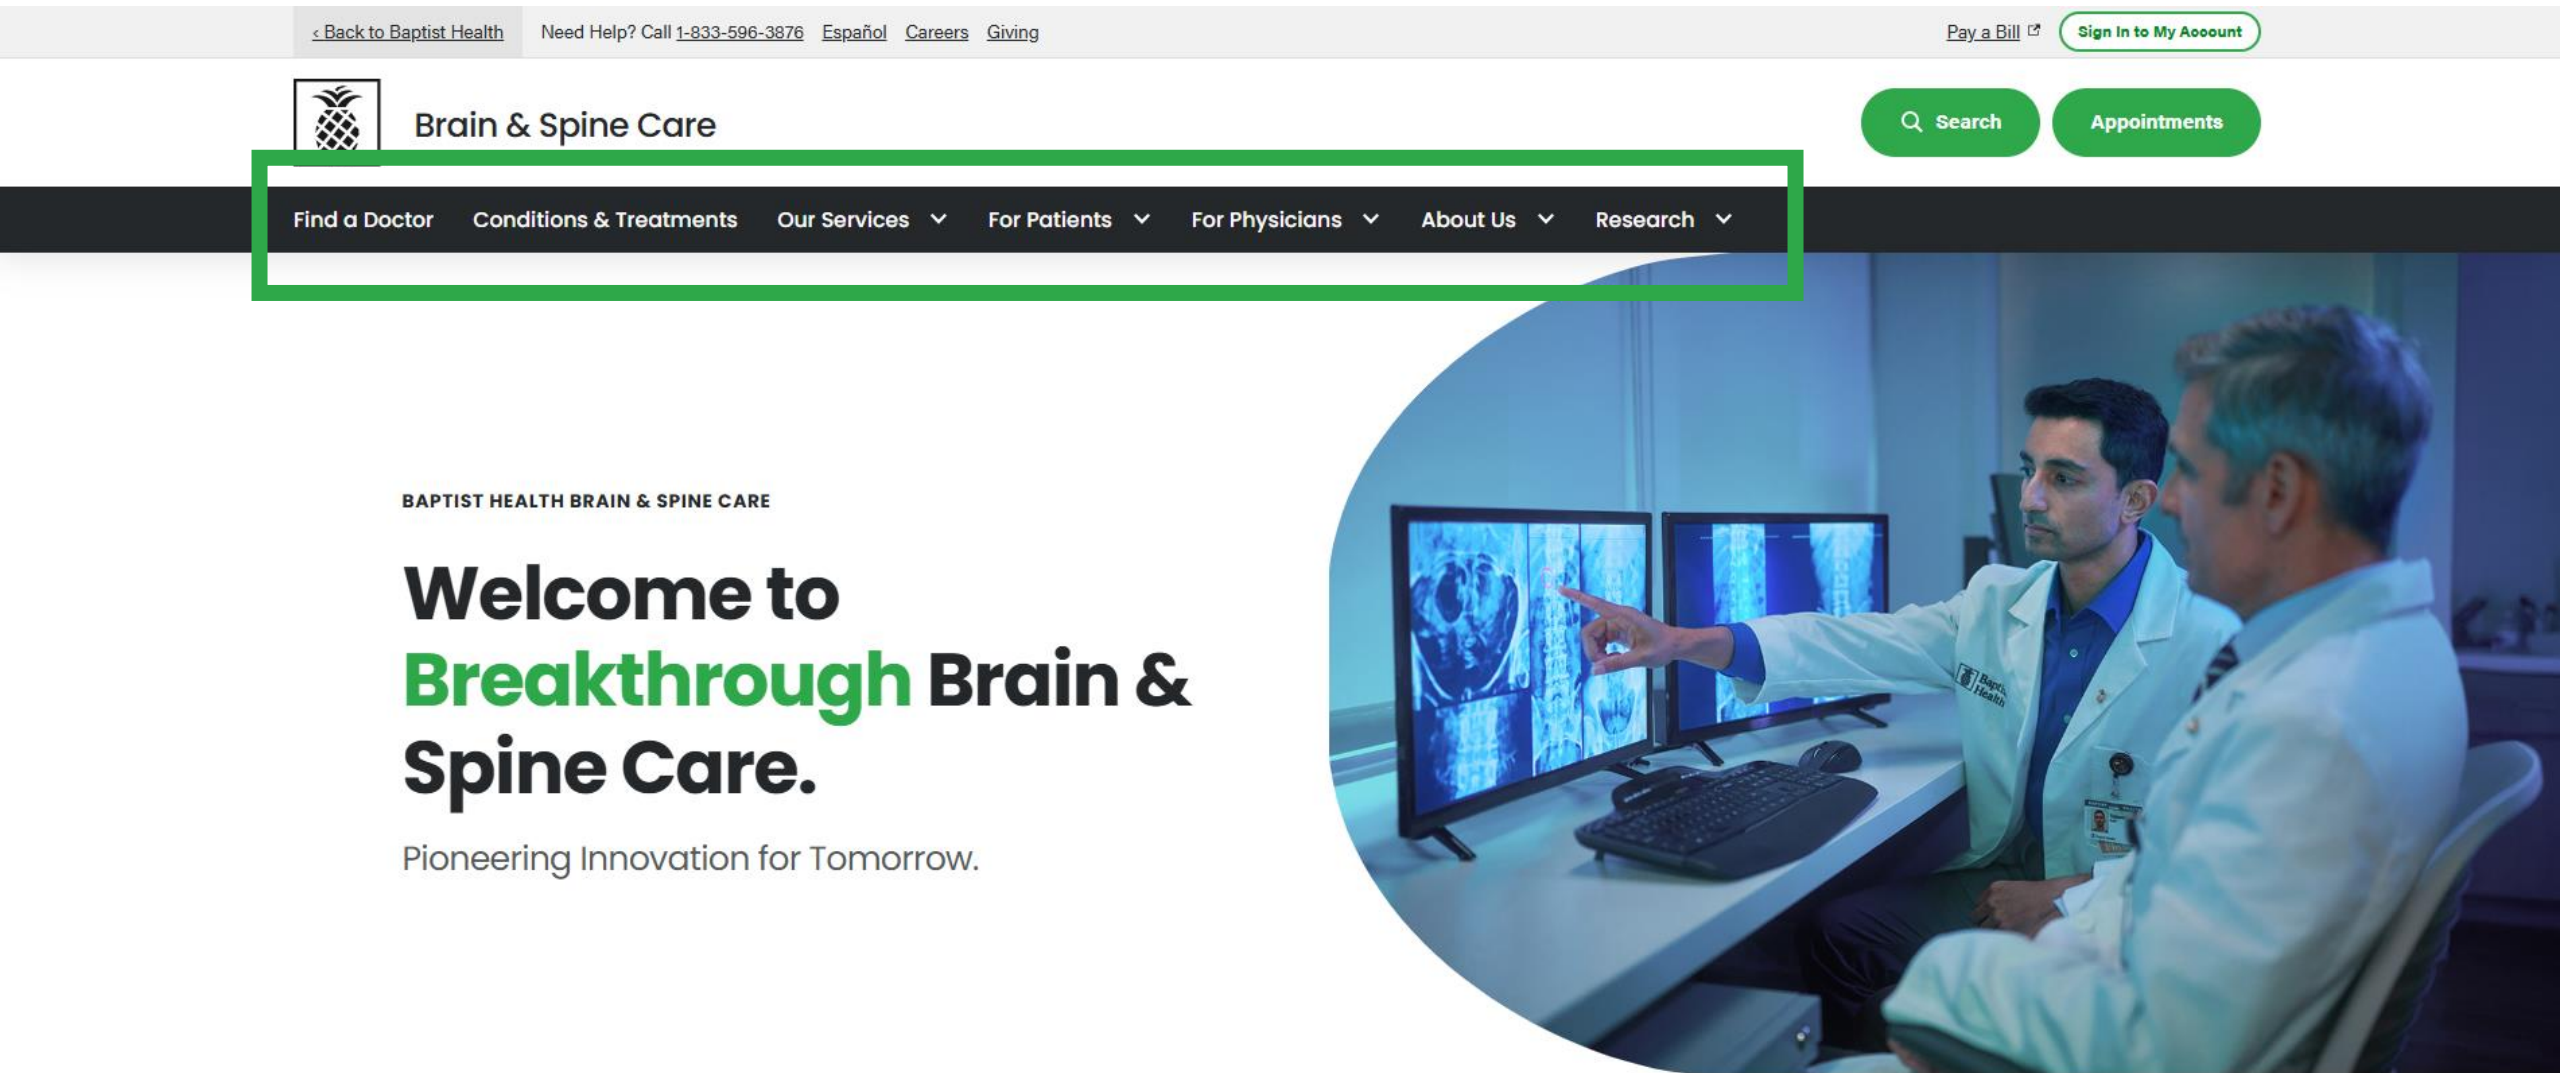 ‹ Back to Baptist Health Need Help? Call 1-833-596-3876 Español Careers Giving Pay a Bill Sign In to My Account
Brain & Spine Care Search Appointments
Find a Doctor Conditions & Treatments Our Services For Patients For Physicians About Us Research
BAPTIST HEALTH BRAIN & SPINE CARE
Welcome to
Breakthrough Brain &
Spine Care.
Pioneering Innovation for Tomorrow.
Baptist
Health